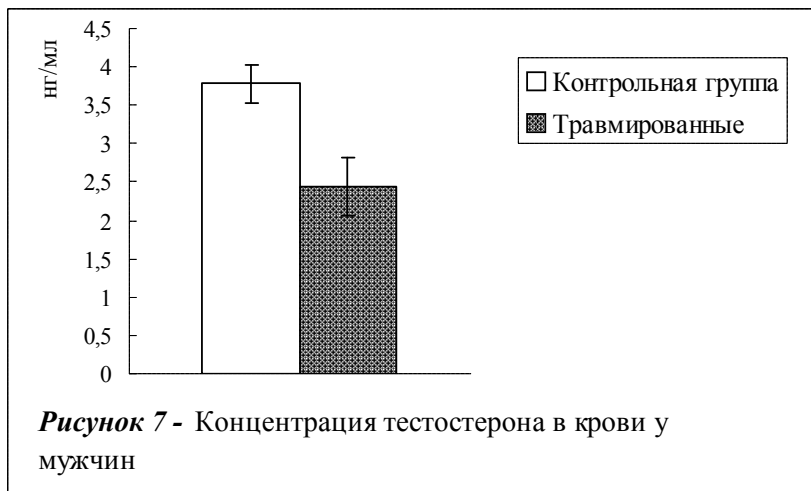 4,5
4
3,5
3
2,5
2
1,5
1
0,5
0
нг/мл
Контрольная группа
Травмированные
Рисунок 7 - Концентрация тестостерона в крови у
мужчин